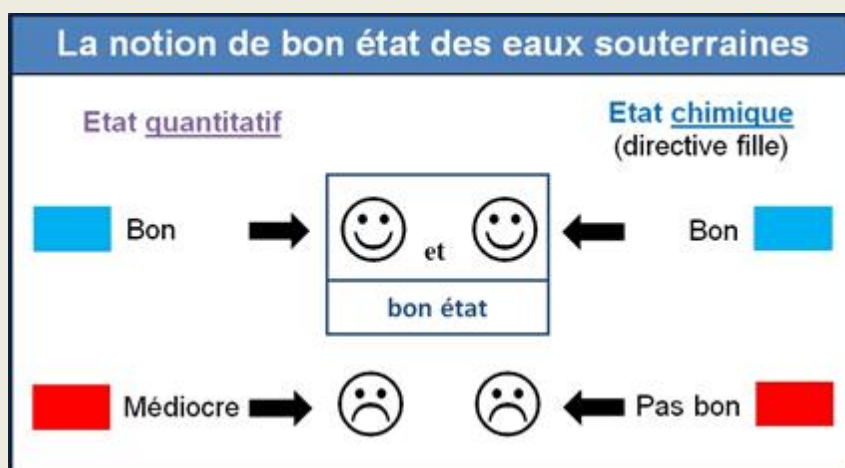 La notion de bon état des eaux souterraines
Etat quantitatif
Etat chimique
(directive fille)
Bon
et
Bon
bon état
Médiocre
Pas bon